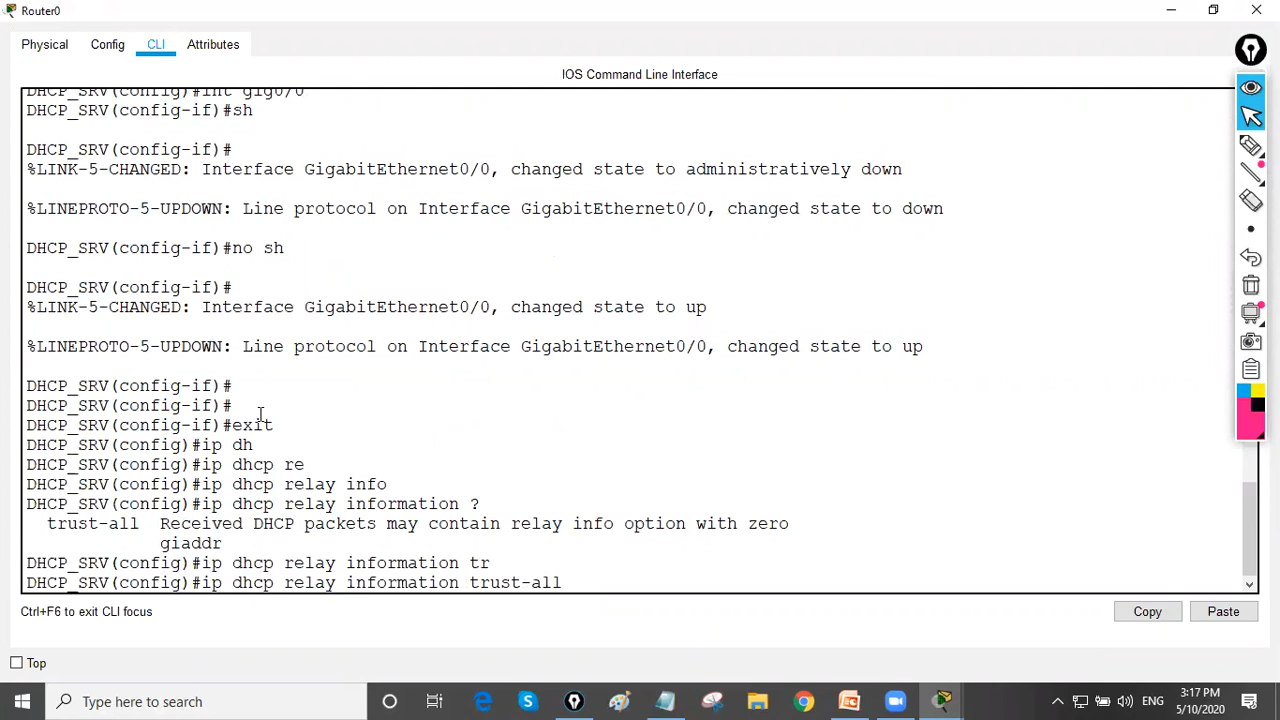 Router0
Physical Config CLI Attributes
IOS Command Line Interface
DHCP_SRV(config)#int gig0/0
DHCP_SRV(config-if)#sh
DHCP_SRV(config-if)#
%LINK-5-CHANGED: Interface GigabitEthernet0/0, changed state to administratively down
%LINEPROTO-5-UPDOWN: Line protocol on Interface GigabitEthernet0/0, changed state to down
DHCP_SRV(config-if)#no sh
DHCP_SRV(config-if)#
%LINK-5-CHANGED: Interface GigabitEthernet0/0, changed state to up
%LINEPROTO-5-UPDOWN: Line protocol on Interface GigabitEthernet0/0, changed state to up
DHCP_SRV(config-if)#
DHCP_SRV(config-if)#
DHCP_SRV(config-if)#exit
DHCP_SRV(config)#ip dh
DHCP_SRV(config)#ip dhcp re
DHCP_SRV(config)#ip dhcp relay info
DHCP_SRV(config)#ip dhcp relay information ?
trust-all Received DHCP packets may contain relay info option with zero
giaddr
DHCP_SRV(config)#ip dhcp relay information tr
DHCP_SRV(config)#ip dhcp relay information trust-all
Ctrl+F6 to exit CLI focus
Copy Paste
Top
Type here to search
ENG
3:17 PM
5/10/2020